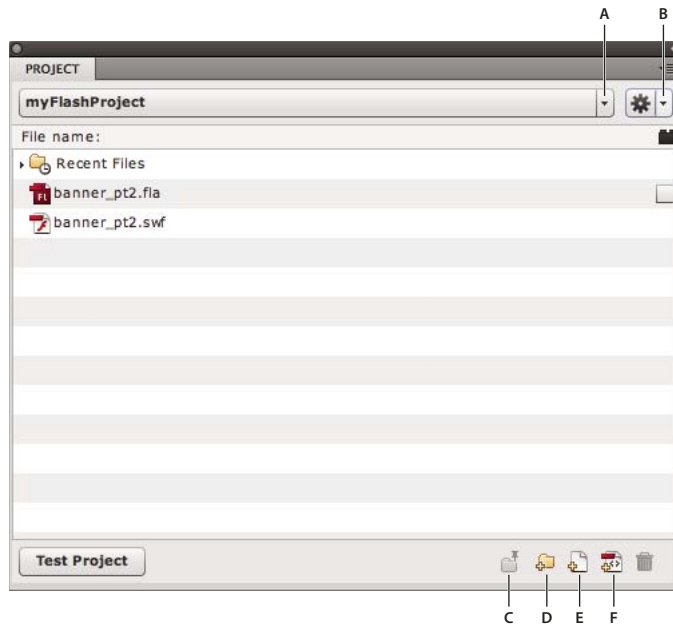 A B
PROJECT
myFlashProject
File name:
Recent Files
banner_pt2.fla
banner_pt2.swf
Test Project
C D E F